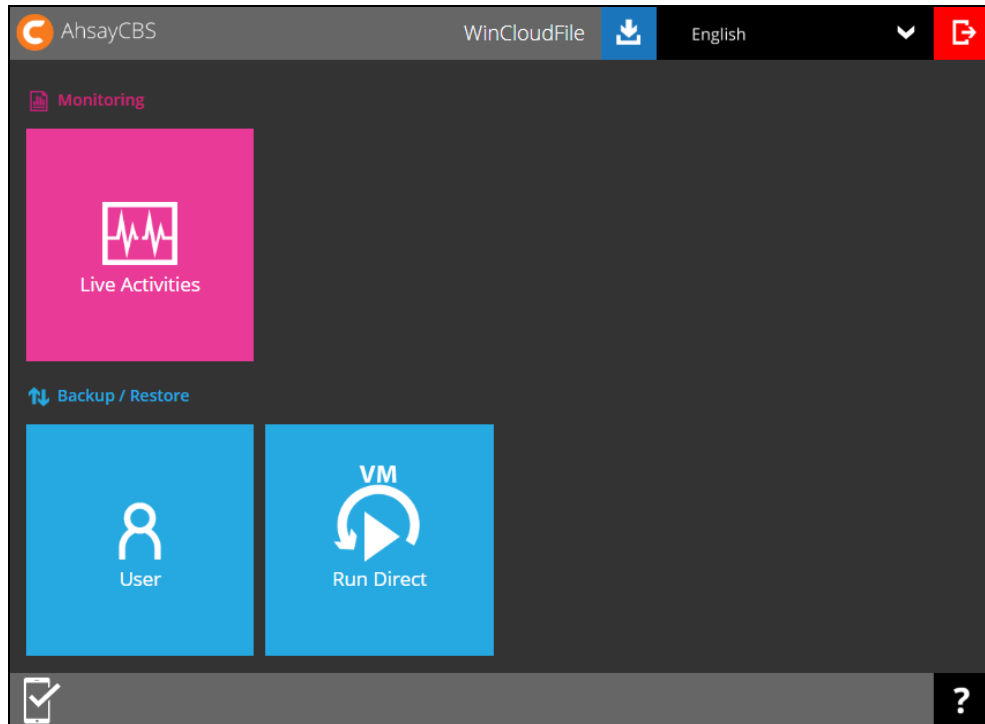 AhsayCBS
WinCloudFile
English
Monitoring
Live Activities
Backup / Restore
User
VM
Run Direct
?